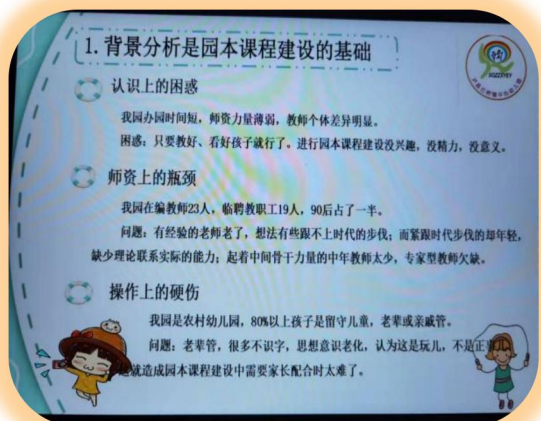 1. 背景分析是园本课程建设的基础
认识上的困惑
我园办园时间短，师资力量薄弱，教师个体差异明显。
困惑：只要教好、看好孩子就行了。进行园本课程建设没兴趣，没精力，没意义。
师资上的瓶颈
我园在编教师23人，临聘教职工19人，90后占了一半。
问题：有经验的老师老了，想法有些跟不上时代的步伐；而紧跟时代步伐的却年轻，
缺少理论联系实际的能力；起着中间骨干力量的中年教师太少，专家型教师欠缺。
操作上的硬伤
我园是农村幼儿园，80%以上孩子是留守儿童，老辈或亲戚管。
问题：老辈管，很多不识字，思想意识老化，认为这是玩儿，不是正
就造成园本课程建设中需要家长配合时太难了。